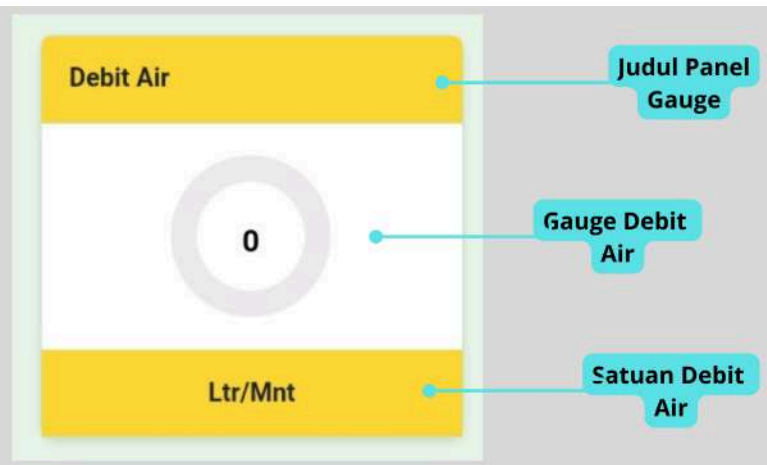 Debit Air
Judul Panel
Gauge
0
Gauge Debit
Air
Ltr/Mnt
Satuan Debit
Air